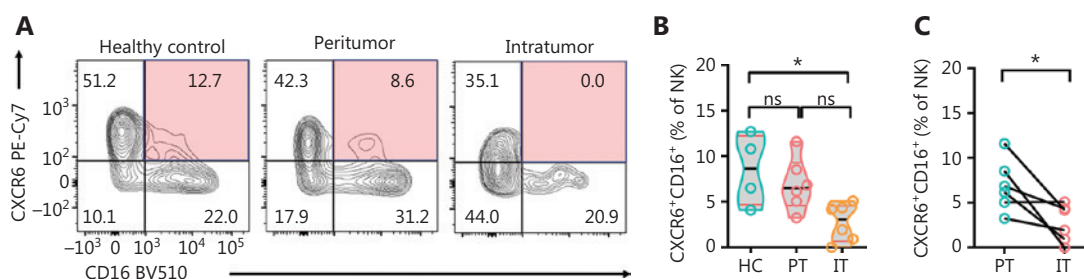 A
Healthy control
Peritumor
Intratumor
CXCR6 PE-Cy7
10³
10²
0
−10²
51.2
12.7
10.1
22.0
42.3
8.6
17.9
31.2
35.1
0.0
44.0
20.9
−10³ 0 10³ 10⁴ 10⁵
CD16 BV510
B
CXCR6⁺CD16⁺ (% of NK)
20
15
10
5
0
*
ns
ns
HC PT IT
C
CXCR6⁺CD16⁺ (% of NK)
20
15
10
5
0
*
PT IT